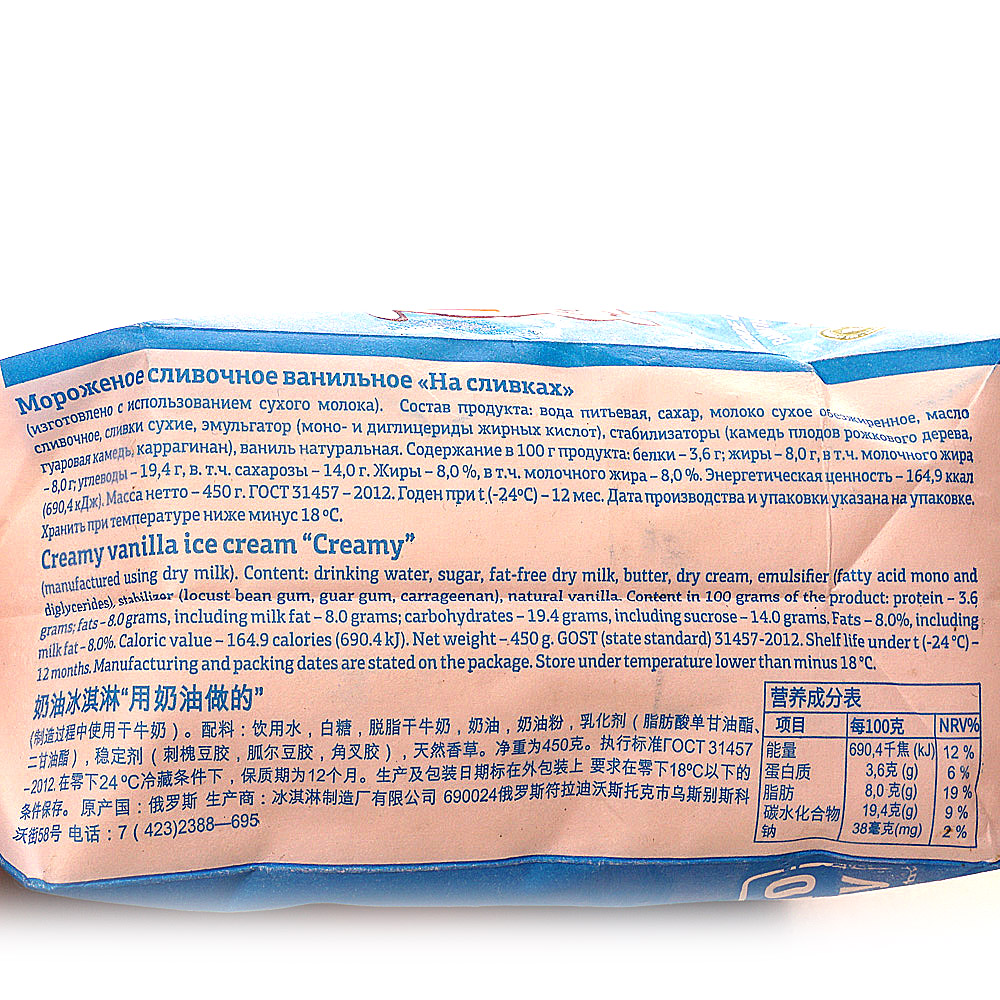 Мороженое сливочное ванильное «На сливках»
(изготовлено с использованием сухого молока). Состав продукта: вода питьевая, сахар, молоко сухое обезжиренное, масло
сливочное, сливки сухие, эмульгатор (моно- и диглицериды жирных кислот), стабилизаторы (камедь плодов рожкового дерева,
гуаровая камедь, каррагинан), ваниль натуральная. Содержание в 100 г продукта: белки – 3,6 г; жиры – 8,0 г, в т.ч. молочного жира
– 8,0 г; углеводы – 19,4 г, в т.ч. сахарозы – 14,0 г. Жиры – 8,0 %, в т.ч. молочного жира – 8,0 %. Энергетическая ценность – 164,9 ккал
(690,4 кДж). Масса нетто – 450 г. ГОСТ 31457 – 2012. Годен при t (-24°C) – 12 мес. Дата производства и упаковки указана на упаковке.
Хранить при температуре ниже минус 18 °C.
Creamy vanilla ice cream “Creamy”
(manufactured using dry milk). Content: drinking water, sugar, fat-free dry milk, butter, dry cream, emulsifier (fatty acid mono and
diglycerides), stabilizer (locust bean gum, guar gum, carrageenan), natural vanilla. Content in 100 grams of the product: protein – 3.6
grams; fats – 8.0 grams, including milk fat – 8.0 grams; carbohydrates – 19.4 grams, including sucrose – 14.0 grams. Fats – 8.0%, including
milk fat – 8.0%. Caloric value – 164.9 calories (690.4 kJ). Net weight – 450 g. GOST (state standard) 31457-2012. Shelf life under t (-24 °C) –
12 months. Manufacturing and packing dates are stated on the package. Store under temperature lower than minus 18 °C.
奶油冰淇淋“用奶油做的”
(制造过程中使用干牛奶)。配料：饮用水，白糖，脱脂干牛奶，奶油，奶油粉，乳化剂（脂肪酸单甘油酯、
二甘油酯），稳定剂（刺槐豆胶，胍尔豆胶，角叉胶），天然香草。净重为450克。执行标准ГОСТ 31457
–2012.在零下24 ºC冷藏条件下，保质期为12个月。生产及包装日期标在外包装上 要求在零下18ºC以下的
条件保存。原产国：俄罗斯 生产商：冰淇淋制造厂有限公司 690024俄罗斯符拉迪沃斯托克市乌斯别斯科
沃街58号 电话：7 ( 423)2388—695
营养成分表
项目 每100克 NRV%
能量 690,4千焦 (kJ) 12 %
蛋白质 3,6克 (g) 6 %
脂肪 8,0 克(g) 19 %
碳水化合物 19,4克(g) 9 %
钠 38毫克(mg) 2 %